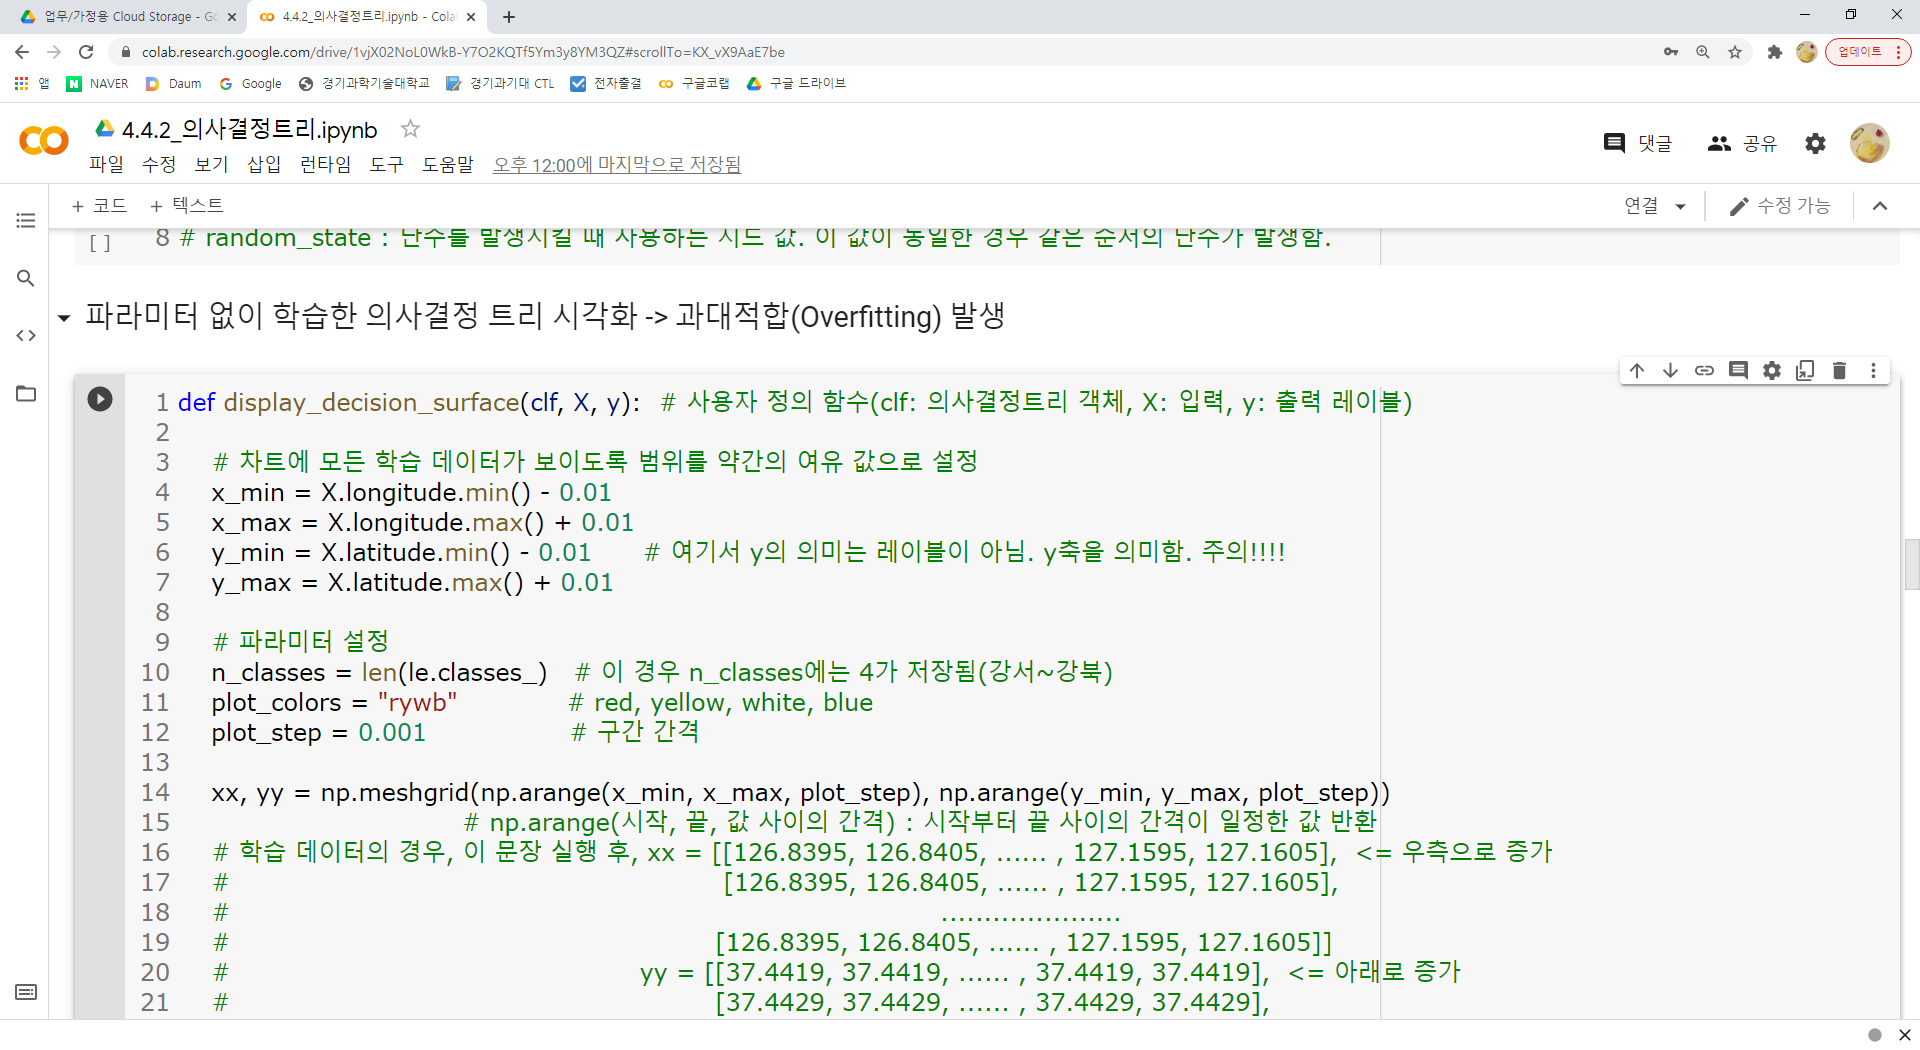 업무/가정용 Cloud Storage - Go
4.4.2_의사결정트리.ipynb - Cola
colab.research.google.com/drive/1vjX02NoL0WkB-Y7O2KQTf5Ym3y8YM3QZ#scrollTo=KX_vX9AaE7be
업데이트
앱 NAVER Daum Google 경기과학기술대학교 경기과기대 CTL 전자출결 구글코랩 구글 드라이브
4.4.2_의사결정트리.ipynb
댓글 공유
파일 수정 보기 삽입 런타임 도구 도움말 오후 12:00에 마지막으로 저장됨
+ 코드 + 텍스트
연결 수정 가능
[ ] 8 # random_state : 난수를 발생시킬 때 사용하는 시드 값. 이 값이 동일한 경우 같은 순서의 난수가 발생함.
파라미터 없이 학습한 의사결정 트리 시각화 -> 과대적합(Overfitting) 발생
1 def display_decision_surface(clf, X, y): # 사용자 정의 함수(clf: 의사결정트리 객체, X: 입력, y: 출력 레이블)
2
3 # 차트에 모든 학습 데이터가 보이도록 범위를 약간의 여유 값으로 설정
4 x_min = X.longitude.min() - 0.01
5 x_max = X.longitude.max() + 0.01
6 y_min = X.latitude.min() - 0.01 # 여기서 y의 의미는 레이블이 아님. y축을 의미함. 주의!!!!
7 y_max = X.latitude.max() + 0.01
8
9 # 파라미터 설정
10 n_classes = len(le.classes_) # 이 경우 n_classes에는 4가 저장됨(강서~강북)
11 plot_colors = "rywb" # red, yellow, white, blue
12 plot_step = 0.001 # 구간 간격
13
14 xx, yy = np.meshgrid(np.arange(x_min, x_max, plot_step), np.arange(y_min, y_max, plot_step))
15 # np.arange(시작, 끝, 값 사이의 간격) : 시작부터 끝 사이의 간격이 일정한 값 반환
16 # 학습 데이터의 경우, 이 문장 실행 후, xx = [[126.8395, 126.8405, ...... , 127.1595, 127.1605], <= 우측으로 증가
17 # [126.8395, 126.8405, ...... , 127.1595, 127.1605],
18 # .....................
19 # [126.8395, 126.8405, ...... , 127.1595, 127.1605]]
20 # yy = [[37.4419, 37.4419, ...... , 37.4419, 37.4419], <= 아래로 증가
21 # [37.4429, 37.4429, ...... , 37.4429, 37.4429],